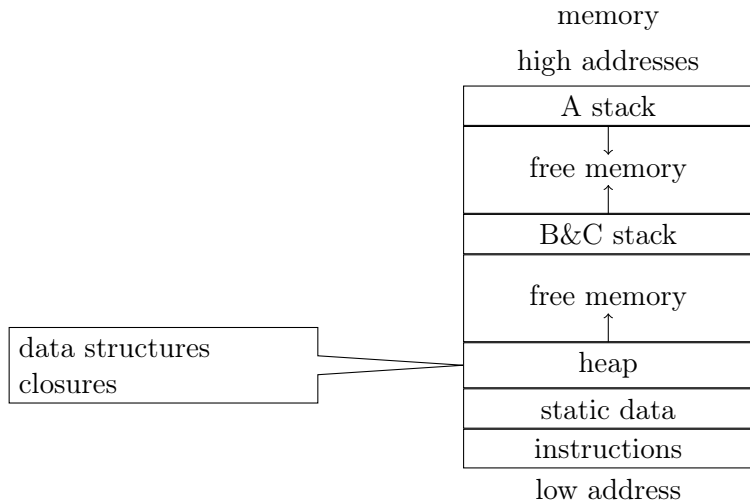 memory
high addresses
A stack
free memory
B&C stack
free memory
data structures
closures
heap
static data
instructions
low address